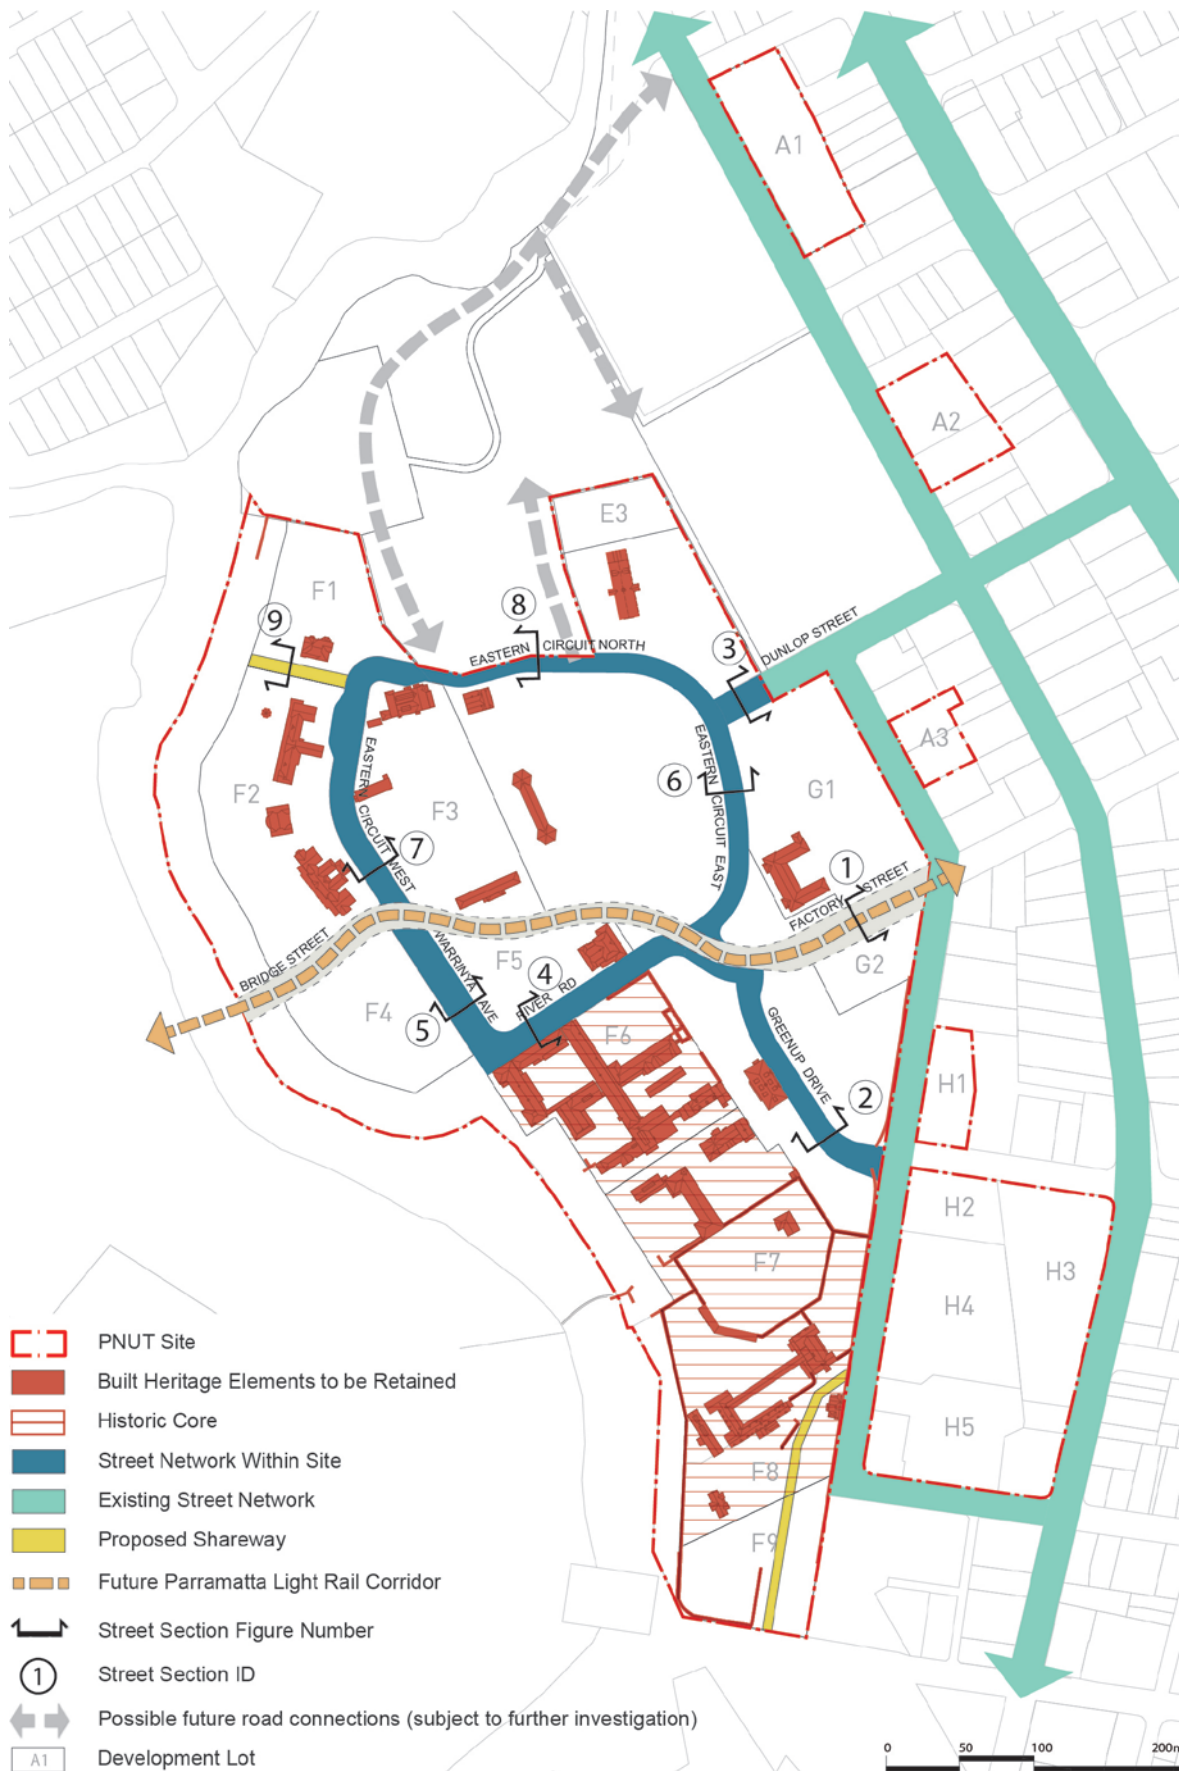 A1
A2
E3
F1
8
9
EASTERN CIRCUIT NORTH
3
DUNLOP STREET
A3
EASTERN CIRCUIT EAST
6
G1
F2
EASTERN CIRCUIT WEST
F3
7
1
FACTORY STREET
BRIDGE STREET
WARRINYA AVE
F5
4
RIVER RD
G2
F4
5
F6
GREENUP DRIVE
H1
2
H2
F7
H3
H4
H5
F8
F9
PNUT Site
Built Heritage Elements to be Retained
Historic Core
Street Network Within Site
Existing Street Network
Proposed Shareway
Future Parramatta Light Rail Corridor
Street Section Figure Number
1 Street Section ID
Possible future road connections (subject to further investigation)
A1 Development Lot
0 50 100 200m